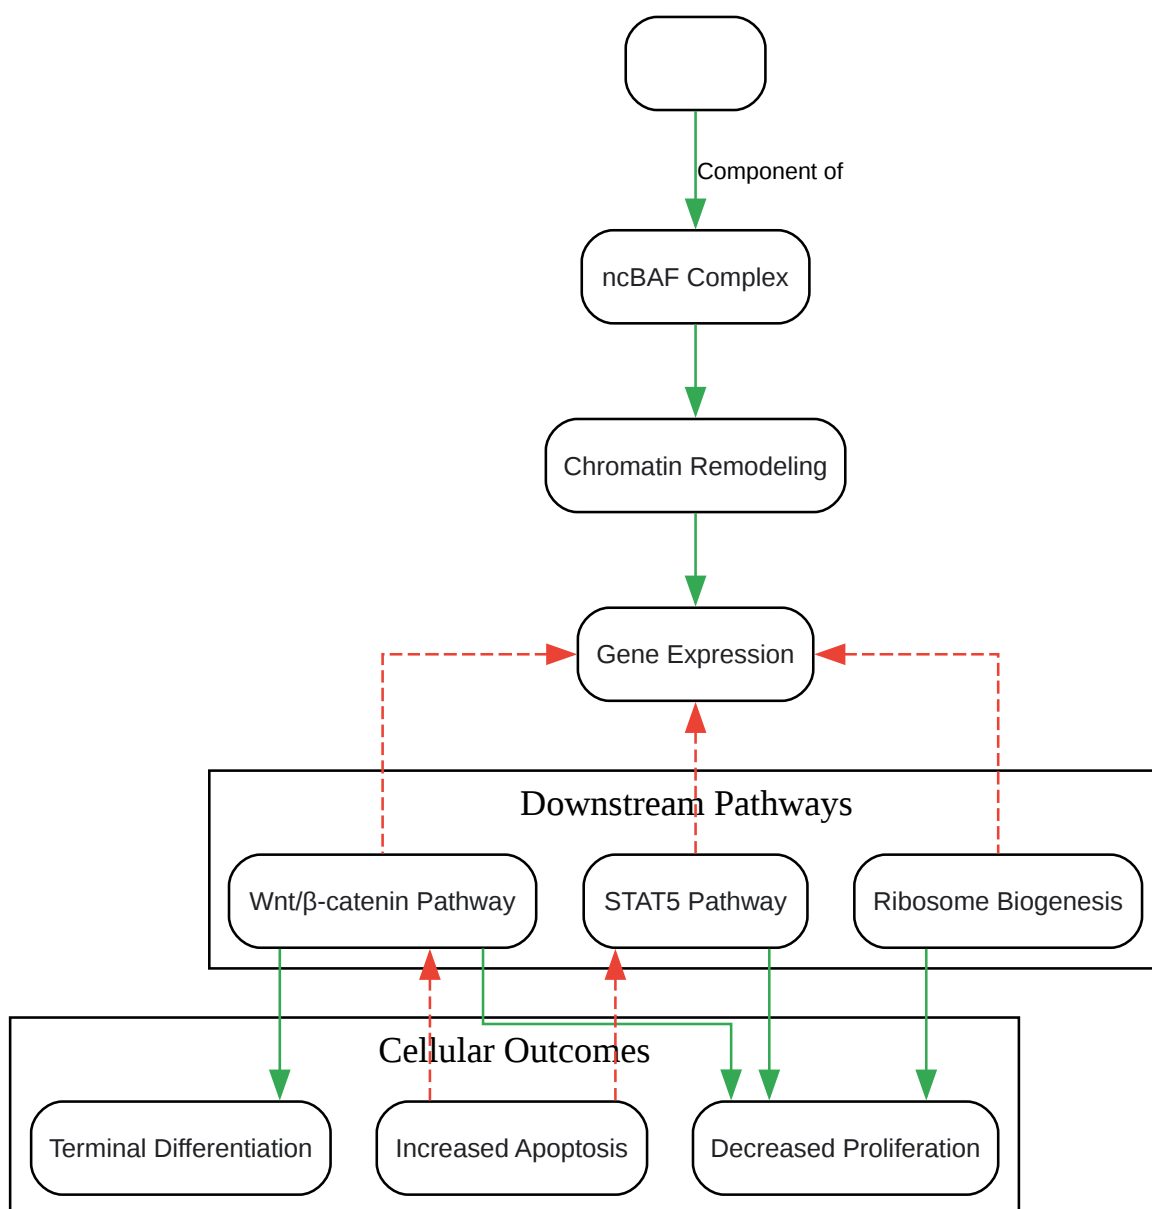 Component of
ncBAF Complex
Chromatin Remodeling
Gene Expression
Downstream Pathways
Wnt/β-catenin Pathway
STAT5 Pathway
Ribosome Biogenesis
Cellular Outcomes
Terminal Differentiation
Increased Apoptosis
Decreased Proliferation